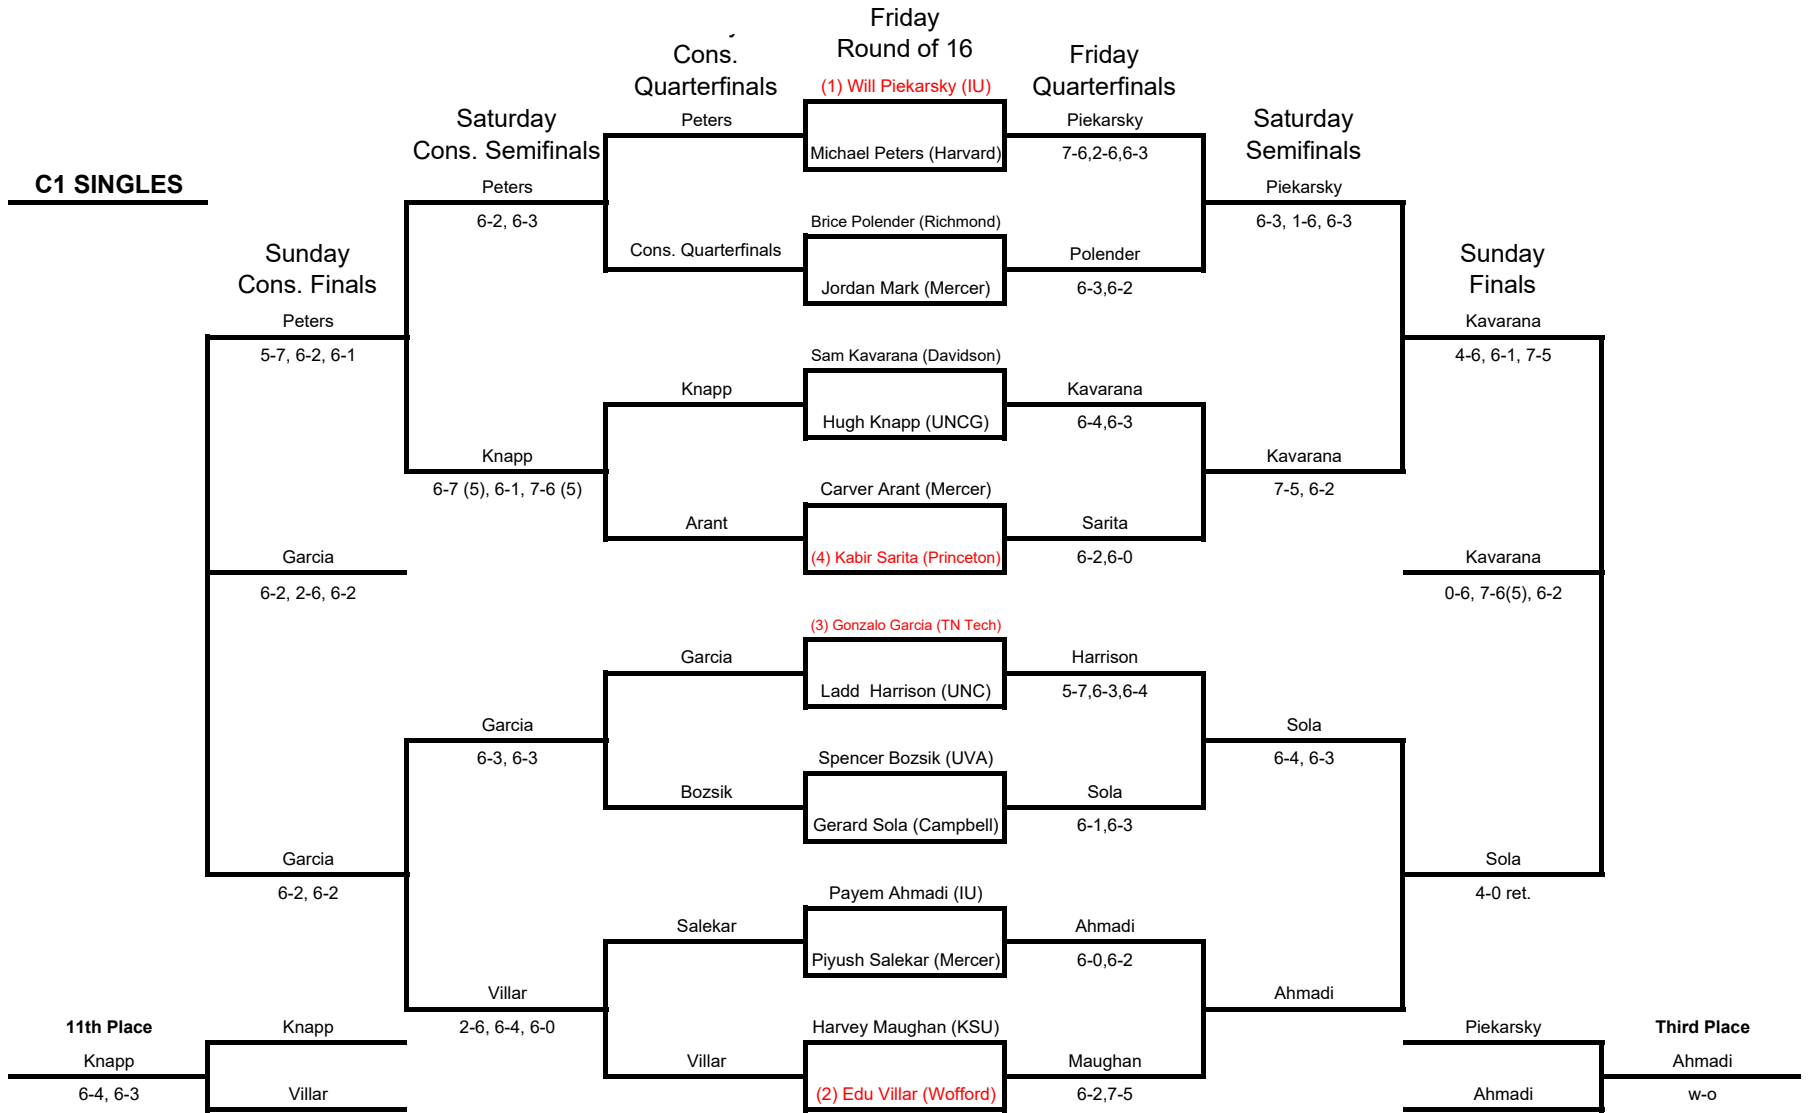 Friday
Round of 16
Cons.
Quarterfinals
Friday
Quarterfinals
(1) Will Piekarsky (IU)
Saturday
Cons. Semifinals
Peters
Piekarsky
Saturday
Semifinals
Michael Peters (Harvard)
7-6,2-6,6-3
C1 SINGLES
Peters
Piekarsky
6-2, 6-3
Brice Polender (Richmond)
6-3, 1-6, 6-3
Sunday
Cons. Finals
Cons. Quarterfinals
Polender
Sunday
Finals
Jordan Mark (Mercer)
6-3,6-2
Peters
Kavarana
5-7, 6-2, 6-1
Sam Kavarana (Davidson)
4-6, 6-1, 7-5
Knapp
Kavarana
Hugh Knapp (UNCG)
6-4,6-3
Knapp
Kavarana
6-7 (5), 6-1, 7-6 (5)
Carver Arant (Mercer)
7-5, 6-2
Arant
Sarita
Garcia
(4) Kabir Sarita (Princeton)
6-2,6-0
Kavarana
6-2, 2-6, 6-2
0-6, 7-6(5), 6-2
(3) Gonzalo Garcia (TN Tech)
Garcia
Harrison
Ladd  Harrison (UNC)
5-7,6-3,6-4
Garcia
Sola
6-3, 6-3
Spencer Bozsik (UVA)
6-4, 6-3
Bozsik
Sola
Gerard Sola (Campbell)
6-1,6-3
Garcia
Sola
6-2, 6-2
Payem Ahmadi (IU)
4-0 ret.
Salekar
Ahmadi
Piyush Salekar (Mercer)
6-0,6-2
Villar
Ahmadi
11th Place
Knapp
2-6, 6-4, 6-0
Harvey Maughan (KSU)
Piekarsky
Third Place
Knapp
Villar
Maughan
Ahmadi
6-4, 6-3
Villar
(2) Edu Villar (Wofford)
6-2,7-5
Ahmadi
w-o